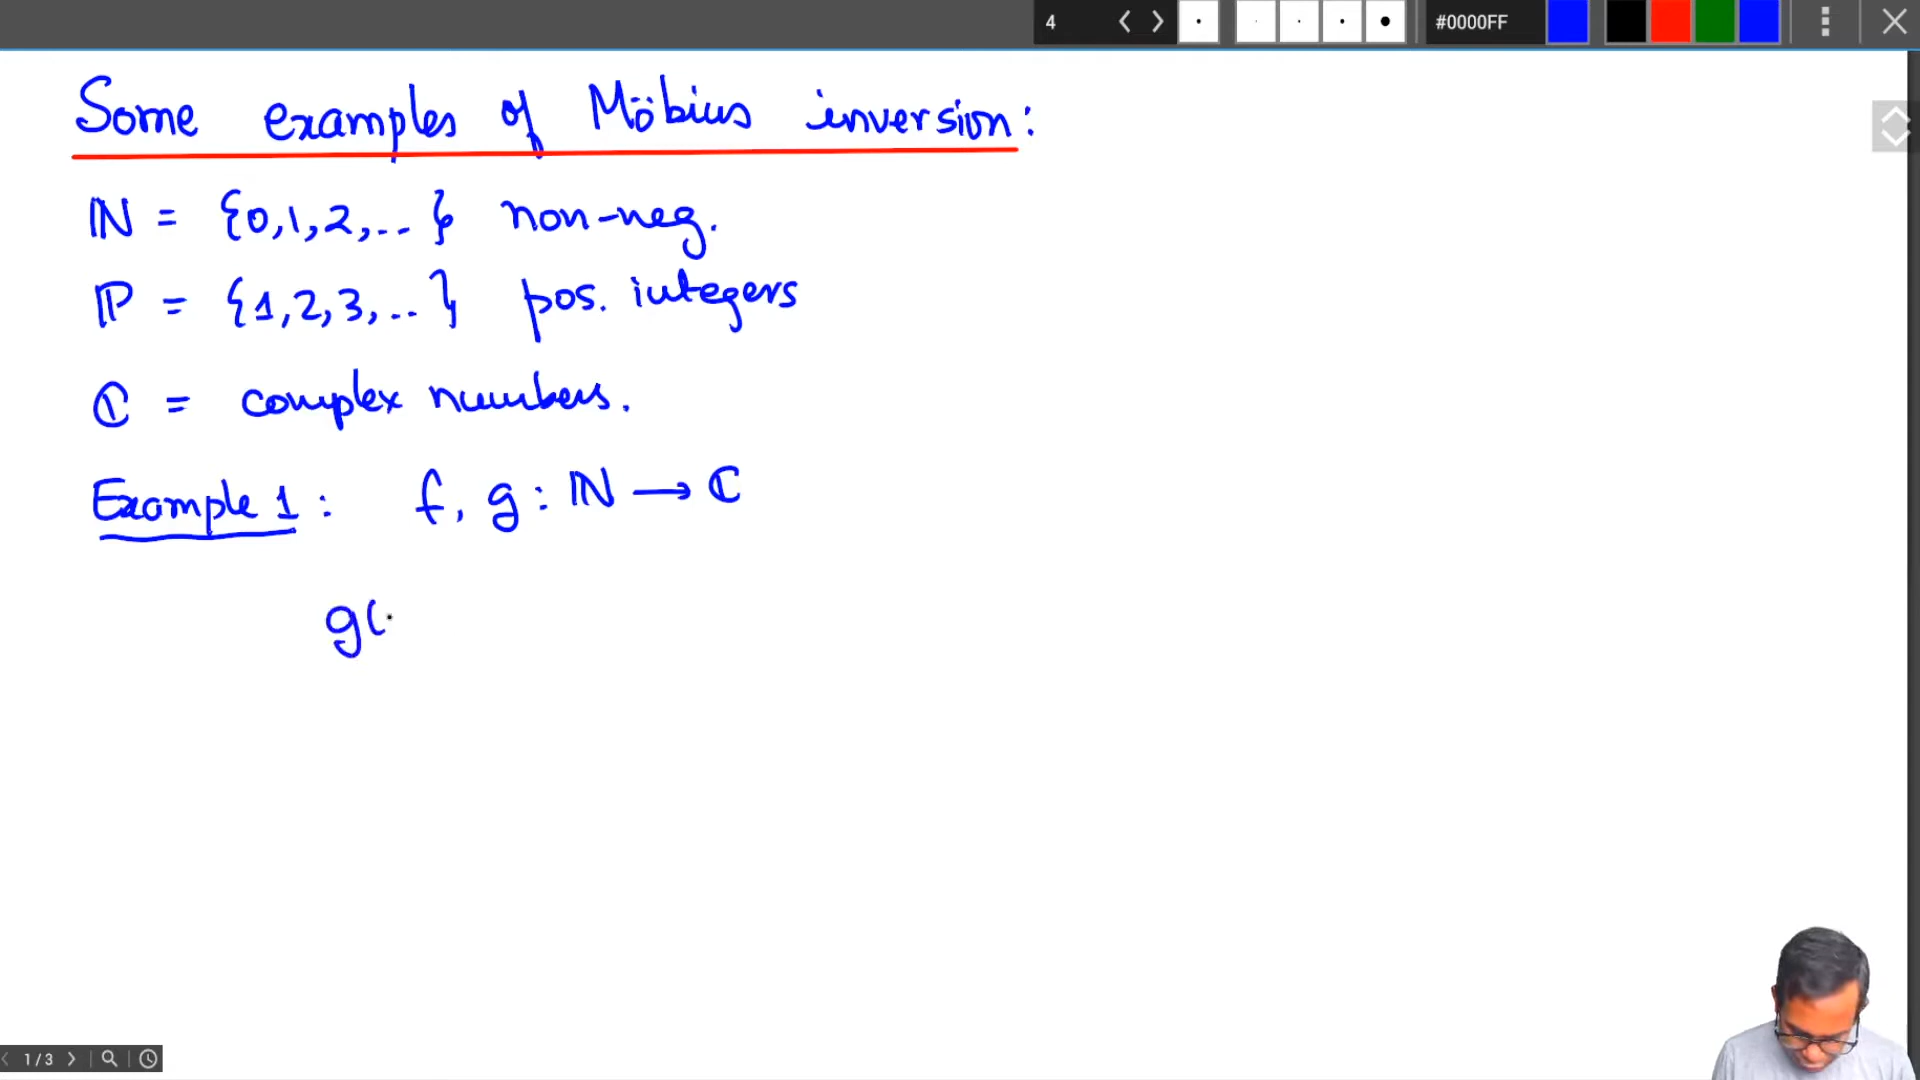 4 #0000FF
Some examples of Möbius inversion:
ℕ = {0,1,2,... } non-neg.
ℙ = {1,2,3,... } pos. integers
ℂ = complex numbers.
Example 1 : f, g : ℕ → ℂ
g(
1/3